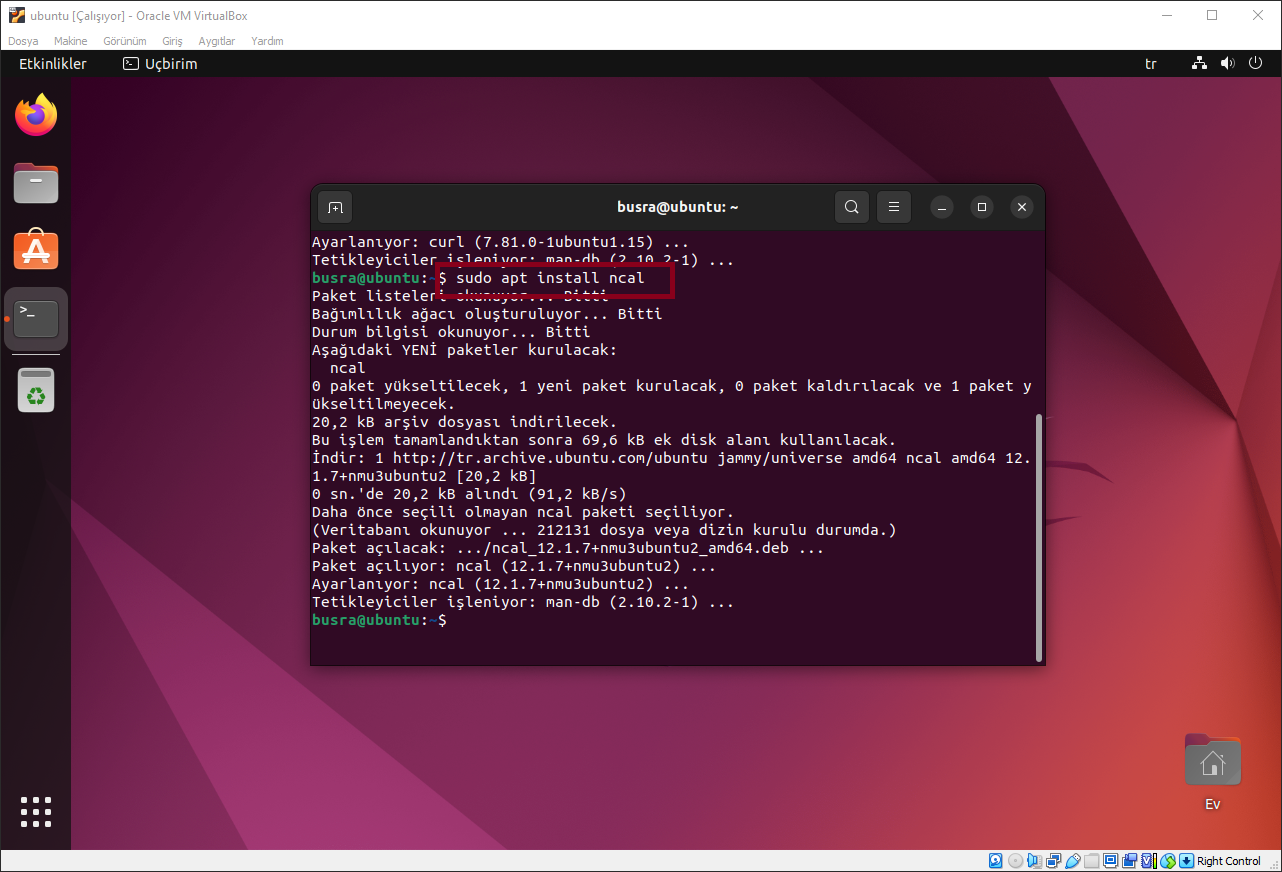 ubuntu [Çalışıyor] - Oracle VM VirtualBox
Dosya Makine Görünüm Giriş Aygıtlar Yardım
Etkinlikler Uçbirim tr
busra@ubuntu: ~
Ayarlanıyor: curl (7.81.0-1ubuntu1.15) ...
Tetikleyiciler işleniyor: man-db (2.10.2-1) ...
busra@ubuntu:~$ sudo apt install ncal
Paket listeleri okunuyor... Bitti
Bağımlılık ağacı oluşturuluyor... Bitti
Durum bilgisi okunuyor... Bitti
Aşağıdaki YENİ paketler kurulacak:
ncal
0 paket yükseltilecek, 1 yeni paket kurulacak, 0 paket kaldırılacak ve 1 paket y
ükseltilmeyecek.
20,2 kB arşiv dosyası indirilecek.
Bu işlem tamamlandıktan sonra 69,6 kB ek disk alanı kullanılacak.
İndir: 1 http://tr.archive.ubuntu.com/ubuntu jammy/universe amd64 ncal amd64 12.
1.7+nmu3ubuntu2 [20,2 kB]
0 sn.'de 20,2 kB alındı (91,2 kB/s)
Daha önce seçili olmayan ncal paketi seçiliyor.
(Veritabanı okunuyor ... 212131 dosya veya dizin kurulu durumda.)
Paket açılacak: .../ncal_12.1.7+nmu3ubuntu2_amd64.deb ...
Paket açılıyor: ncal (12.1.7+nmu3ubuntu2) ...
Ayarlanıyor: ncal (12.1.7+nmu3ubuntu2) ...
Tetikleyiciler işleniyor: man-db (2.10.2-1) ...
busra@ubuntu:~$
Ev
Right Control